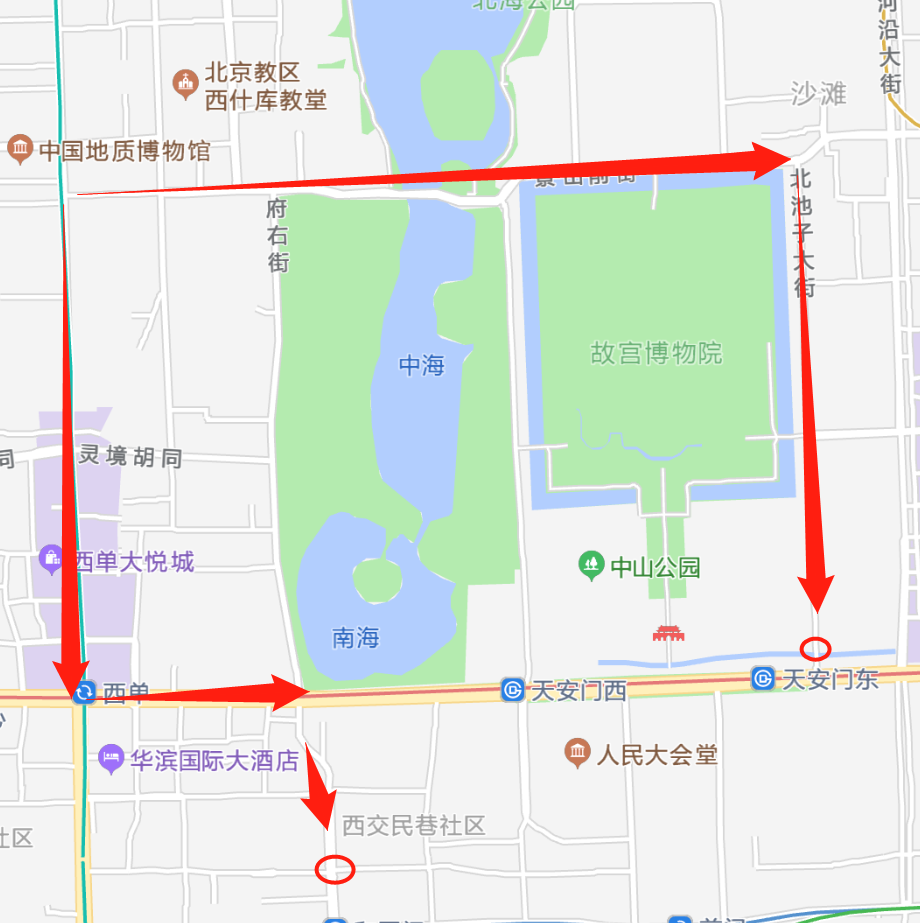 北海公园
河沿大街
北京教区
西什库教堂
沙滩
中国地质博物馆
景山前街
北池子大街
府右街
故宫博物院
中海
灵境胡同
同
西单大悦城
中山公园
南海
西单
天安门西
天安门东
华滨国际大酒店
人民大会堂
西交民巷社区
社区